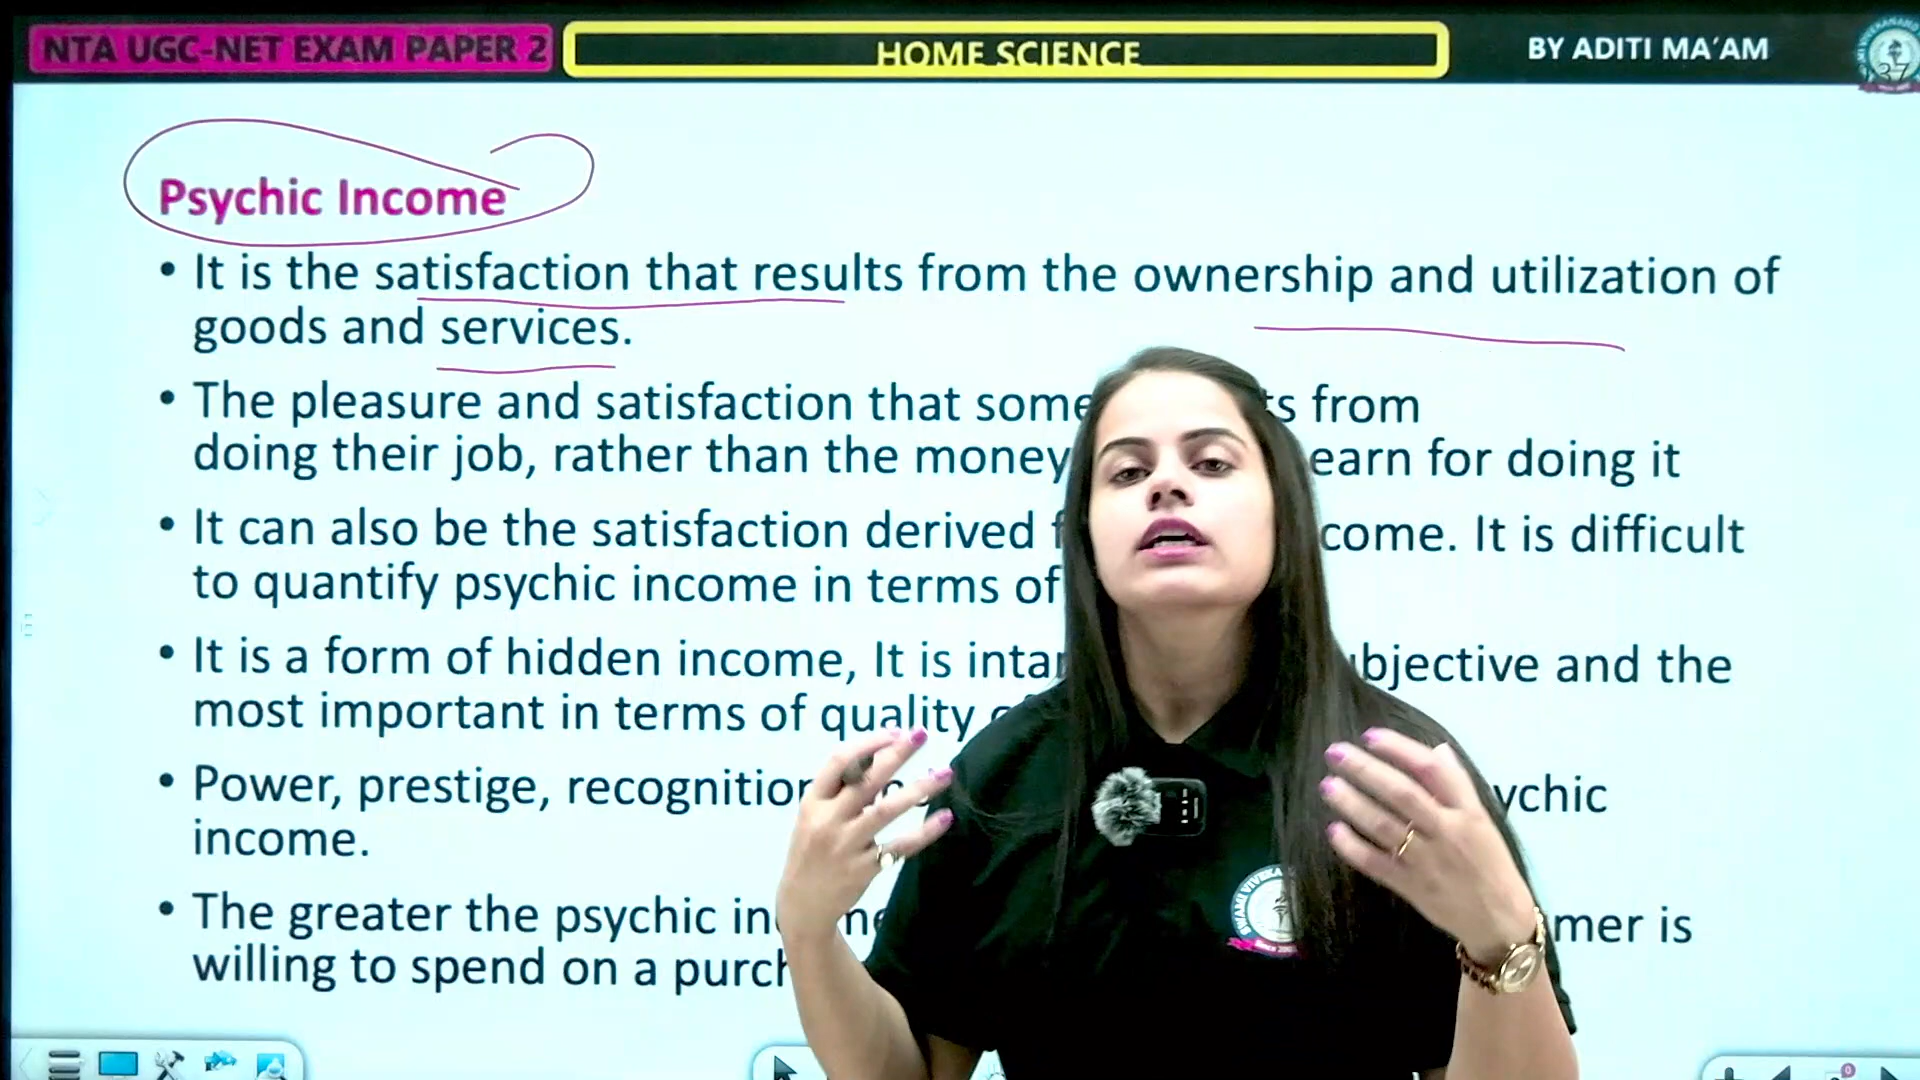 NTA UGC-NET EXAM PAPER 2
HOME SCIENCE
BY ADITI MA'AM
37
Psychic Income
• It is the satisfaction that results from the ownership and utilization of
goods and services.
• The pleasure and satisfaction that some ts from
doing their job, rather than the money earn for doing it
• It can also be the satisfaction derived come. It is difficult
to quantify psychic income in terms of
• It is a form of hidden income, It is intan bjective and the
most important in terms of quality
• Power, prestige, recognition ychic
income.
• The greater the psychic income mer is
willing to spend on a purch